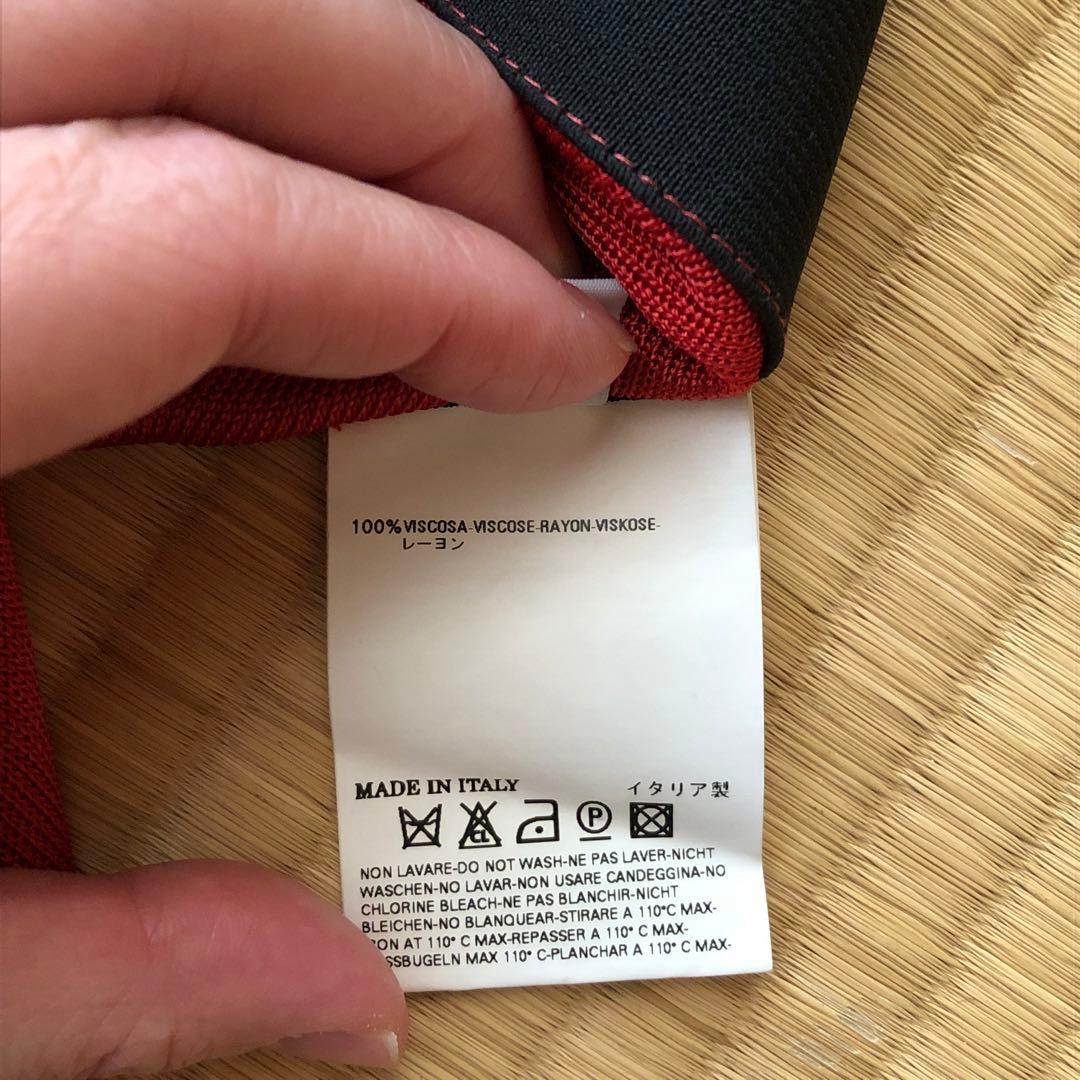 100% VISCOSA-VISCOSE-RAYON-VISKOSE-
レーヨン
MADE IN ITALY イタリア製
CL P
NON LAVARE-DO NOT WASH-NE PAS LAVER-NICHT
WASCHEN-NO LAVAR-NON USARE CANDEGGINA-NO
CHLORINE BLEACH-NE PAS BLANCHIR-NICHT
BLEICHEN-NO BLANQUEAR-STIRARE A 110°C MAX-
AT 110° C MAX-REPASSER A 110° C MAX-
MAX 110° C-PLANCHAR A 110° C MAX-